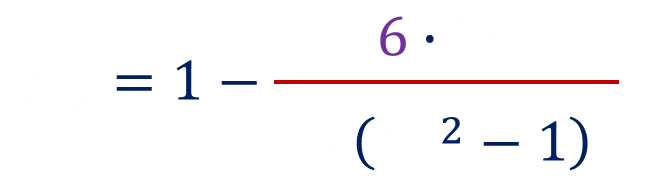 = 1 − 6 ·
( ² − 1)